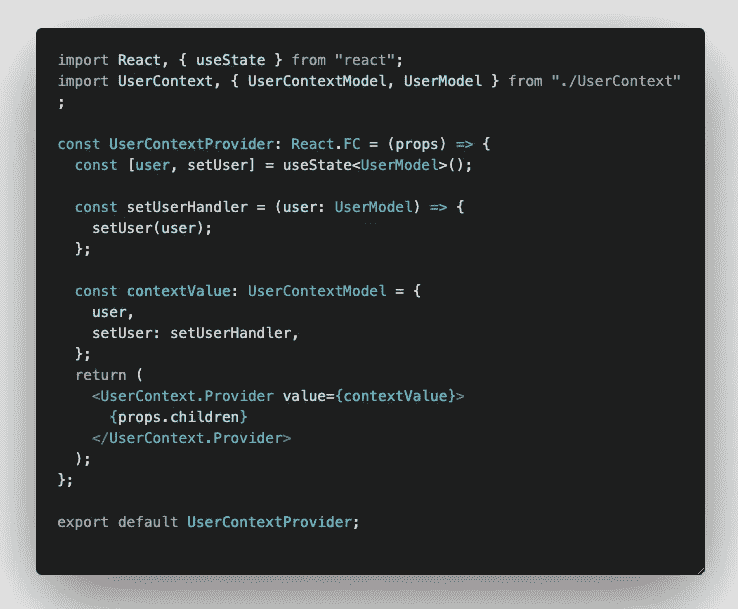 import React, { useState } from "react";
import UserContext, { UserContextModel, UserModel } from "./UserContext"
;
const UserContextProvider: React.FC = (props) => {
  const [user, setUser] = useState<UserModel>();
  const setUserHandler = (user: UserModel) => {
    setUser(user);
  };
  const contextValue: UserContextModel = {
    user,
    setUser: setUserHandler,
  };
  return (
    <UserContext.Provider value={contextValue}>
      {props.children}
    </UserContext.Provider>
  );
};
export default UserContextProvider;